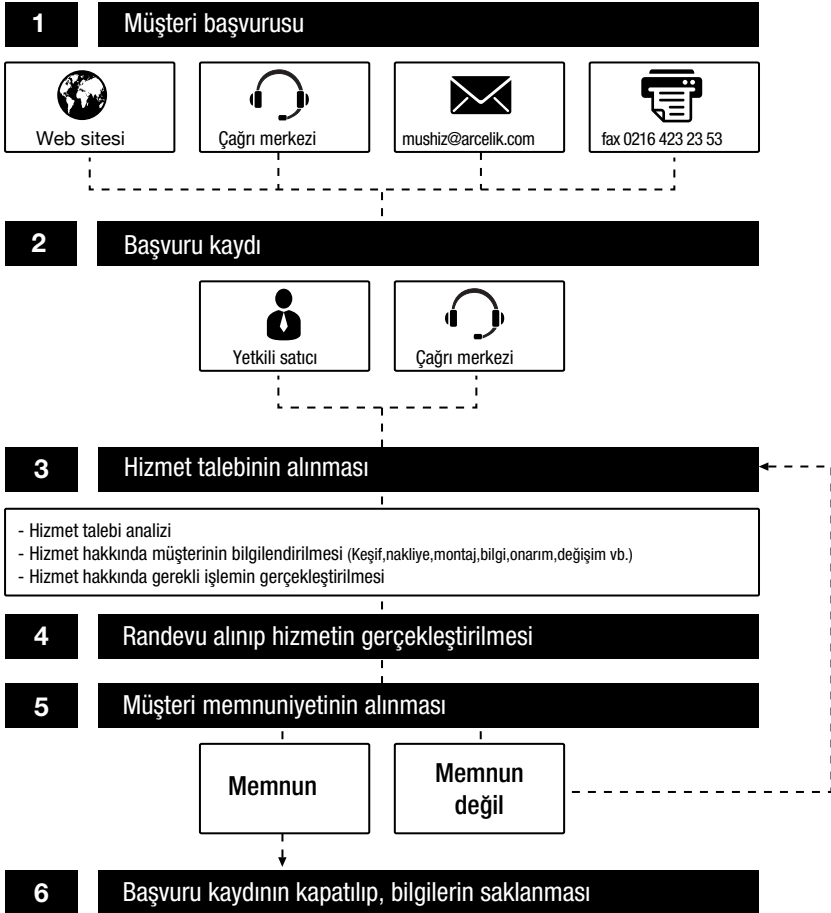 1 Müşteri başvurusu
Web sitesi
Çağrı merkezi
mushiz@arcelik.com
fax 0216 423 23 53
2 Başvuru kaydı
Yetkili satıcı
Çağrı merkezi
3 Hizmet talebinin alınması
- Hizmet talebi analizi
- Hizmet hakkında müşterinin bilgilendirilmesi (Keşif,nakliye,montaj,bilgi,onarım,değişim vb.)
- Hizmet hakkında gerekli işlemin gerçekleştirilmesi
4 Randevu alınıp hizmetin gerçekleştirilmesi
5 Müşteri memnuniyetinin alınması
Memnun
Memnun
değil
6 Başvuru kaydının kapatılıp, bilgilerin saklanması